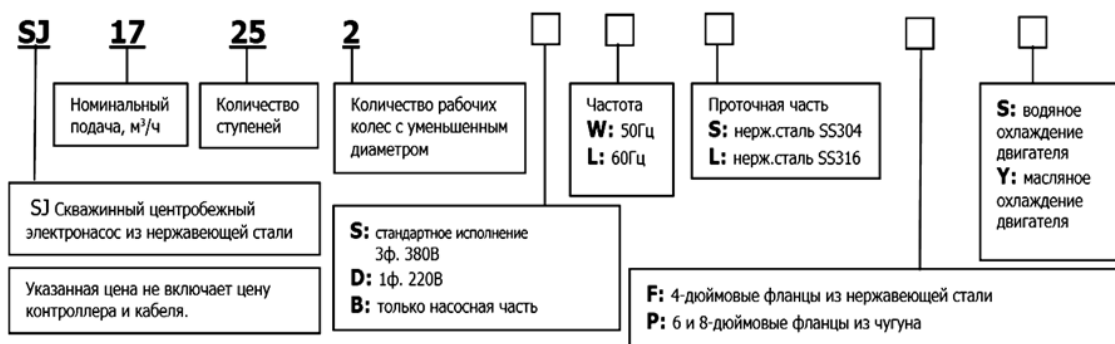 SJ 17 25 2
Номинальный
подача, м³/ч
Количество
ступеней
Количество рабочих
колес с уменьшенным
диаметром
Частота
W: 50Гц
L: 60Гц
Проточная часть
S: нерж.сталь SS304
L: нерж.сталь SS316
S: водяное
охлаждение
двигателя
Y: масляное
охлаждение
двигателя
SJ Скважинный центробежный
электронасос из нержавеющей стали
Указанная цена не включает цену
контроллера и кабеля.
S: стандартное исполнение
3ф. 380В
D: 1ф. 220В
B: только насосная часть
F: 4-дюймовые фланцы из нержавеющей стали
P: 6 и 8-дюймовые фланцы из чугуна